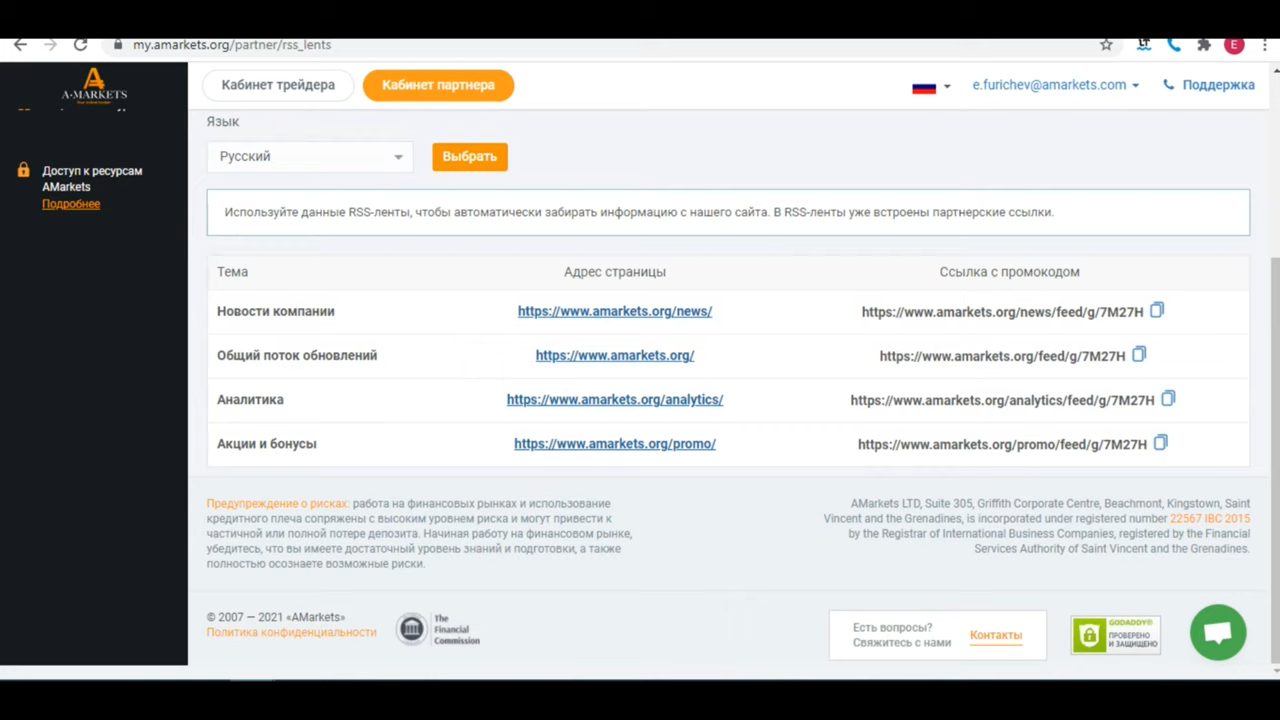 my.amarkets.org/partner/rss_lents
E
A·MARKETS
Кабинет трейдера
Кабинет партнера
e.furichev@amarkets.com
Поддержка
Доступ к ресурсам
AMarkets
Подробнее
Язык
Русский
Выбрать
Используйте данные RSS-ленты, чтобы автоматически забирать информацию с нашего сайта. В RSS-ленты уже встроены партнерские ссылки.
Тема Адрес страницы Ссылка с промокодом
Новости компании https://www.amarkets.org/news/ https://www.amarkets.org/news/feed/g/7M27H
Общий поток обновлений https://www.amarkets.org/ https://www.amarkets.org/feed/g/7M27H
Аналитика https://www.amarkets.org/analytics/ https://www.amarkets.org/analytics/feed/g/7M27H
Акции и бонусы https://www.amarkets.org/promo/ https://www.amarkets.org/promo/feed/g/7M27H
Предупреждение о рисках: работа на финансовых рынках и использование
кредитного плеча сопряжены с высоким уровнем риска и могут привести к
частичной или полной потере депозита. Начиная работу на финансовом рынке,
убедитесь, что вы имеете достаточный уровень знаний и подготовки, а также
полностью осознаете возможные риски.
AMarkets LTD, Suite 305, Griffith Corporate Centre, Beachmont, Kingstown, Saint
Vincent and the Grenadines, is incorporated under registered number 22567 IBC 2015
by the Registrar of International Business Companies, registered by the Financial
Services Authority of Saint Vincent and the Grenadines.
© 2007 — 2021 «AMarkets»
Политика конфиденциальности
The
Financial
Commission
Есть вопросы?
Свяжитесь с нами
Контакты
GODADDY®
ПРОВЕРЕНО
И ЗАЩИЩЕНО